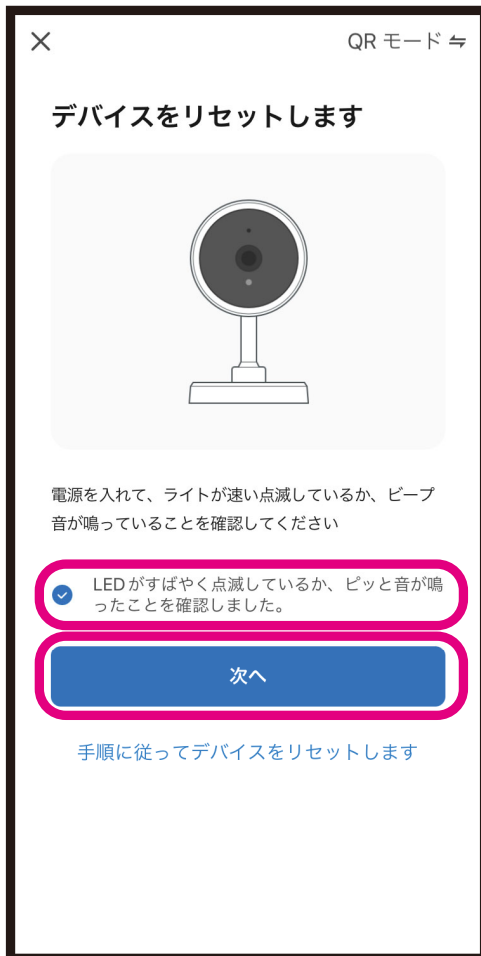 QR モード ⇋
デバイスをリセットします
電源を入れて、ライトが速い点滅しているか、ビープ
音が鳴っていることを確認してください
LEDがすばやく点滅しているか、ピッと音が鳴
ったことを確認しました。
次へ
手順に従ってデバイスをリセットします